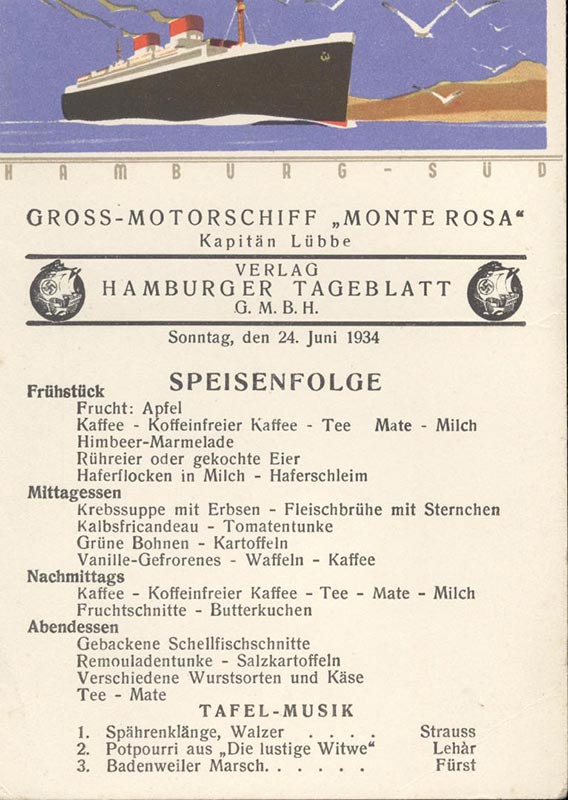 HAMBURG-SÜD
GROSS-MOTORSCHIFF „MONTE ROSA“
Kapitän Lübbe
VERLAG
HAMBURGER TAGEBLATT
G. M. B. H.
Sonntag, den 24. Juni 1934
SPEISENFOLGE
Frühstück
Frucht: Apfel
Kaffee - Koffeinfreier Kaffee - Tee Mate - Milch
Himbeer-Marmelade
Rühreier oder gekochte Eier
Haferflocken in Milch - Haferschleim
Mittagessen
Krebssuppe mit Erbsen - Fleischbrühe mit Sternchen
Kalbsfricandeau - Tomatentunke
Grüne Bohnen - Kartoffeln
Vanille-Gefrorenes - Waffeln - Kaffee
Nachmittags
Kaffee - Koffeinfreier Kaffee - Tee - Mate - Milch
Fruchtschnitte - Butterkuchen
Abendessen
Gebackene Schellfischschnitte
Remouladentunke - Salzkartoffeln
Verschiedene Wurstsorten und Käse
Tee - Mate
TAFEL-MUSIK
1. Spährenklänge, Walzer . . . . Strauss
2. Potpourri aus „Die lustige Witwe“ Lehàr
3. Badenweiler Marsch. . . . . . Fürst